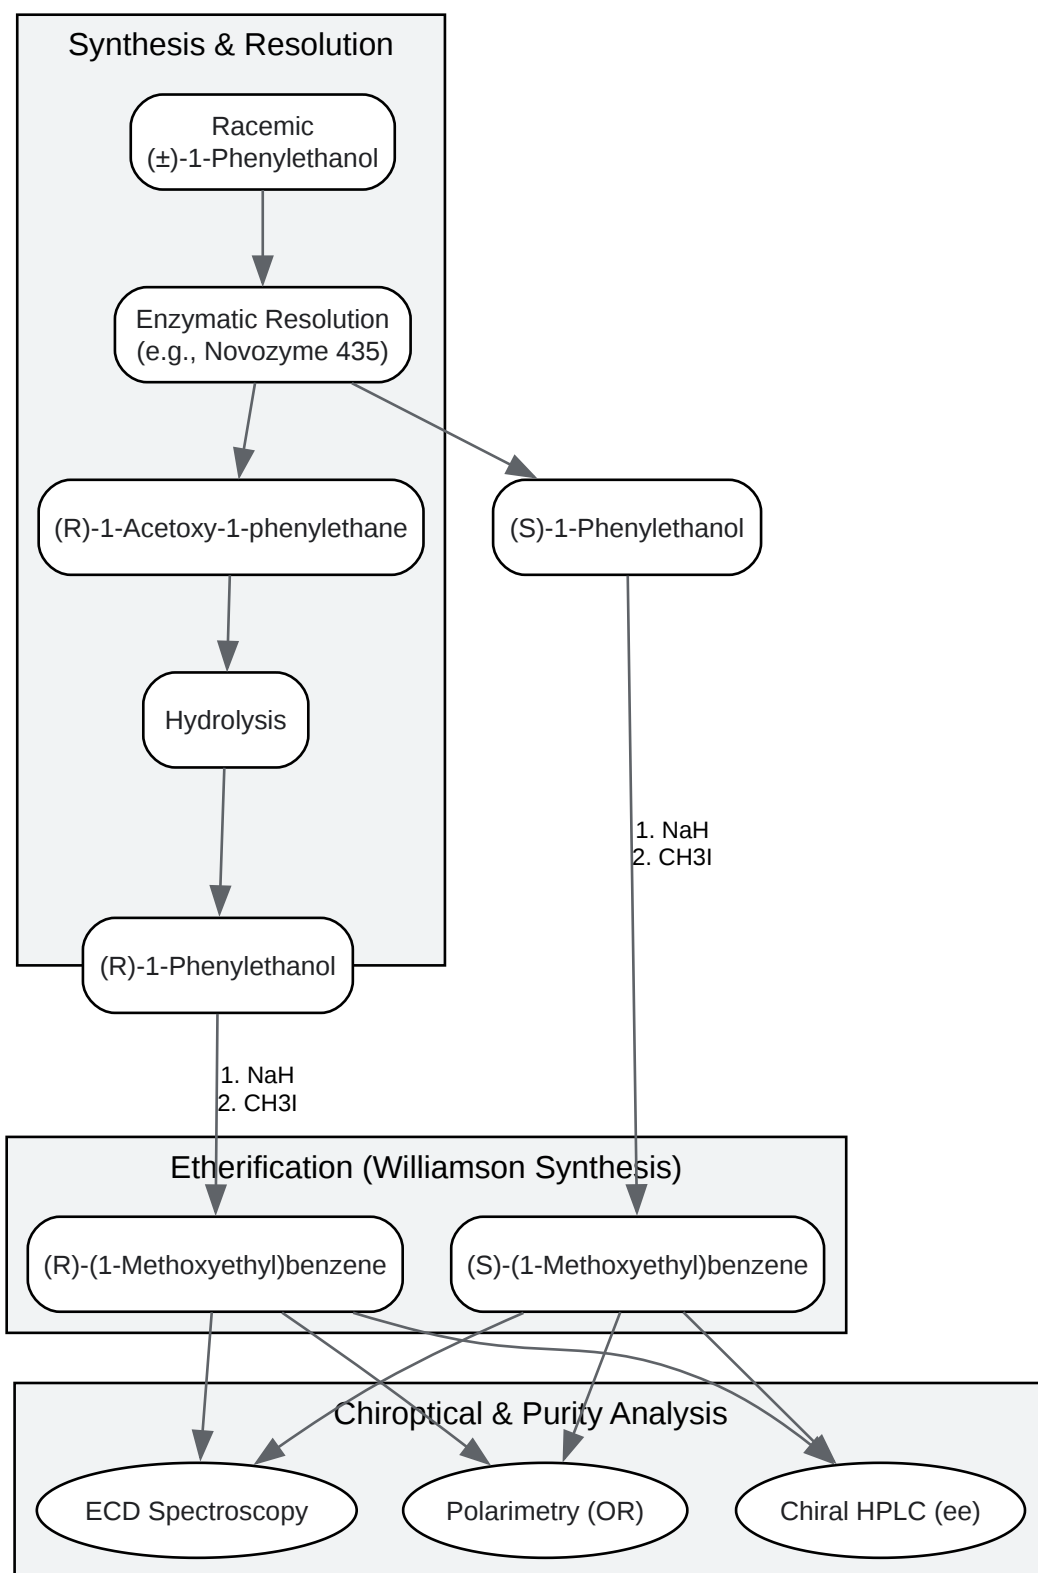 Synthesis & Resolution
Racemic
(±)-1-Phenylethanol
Enzymatic Resolution
(e.g., Novozyme 435)
(R)-1-Acetoxy-1-phenylethane
(S)-1-Phenylethanol
Hydrolysis
1. NaH
2. CH3I
(R)-1-Phenylethanol
1. NaH
2. CH3I
Etherification (Williamson Synthesis)
(R)-(1-Methoxyethyl)benzene
(S)-(1-Methoxyethyl)benzene
Chiroptical & Purity Analysis
ECD Spectroscopy
Polarimetry (OR)
Chiral HPLC (ee)